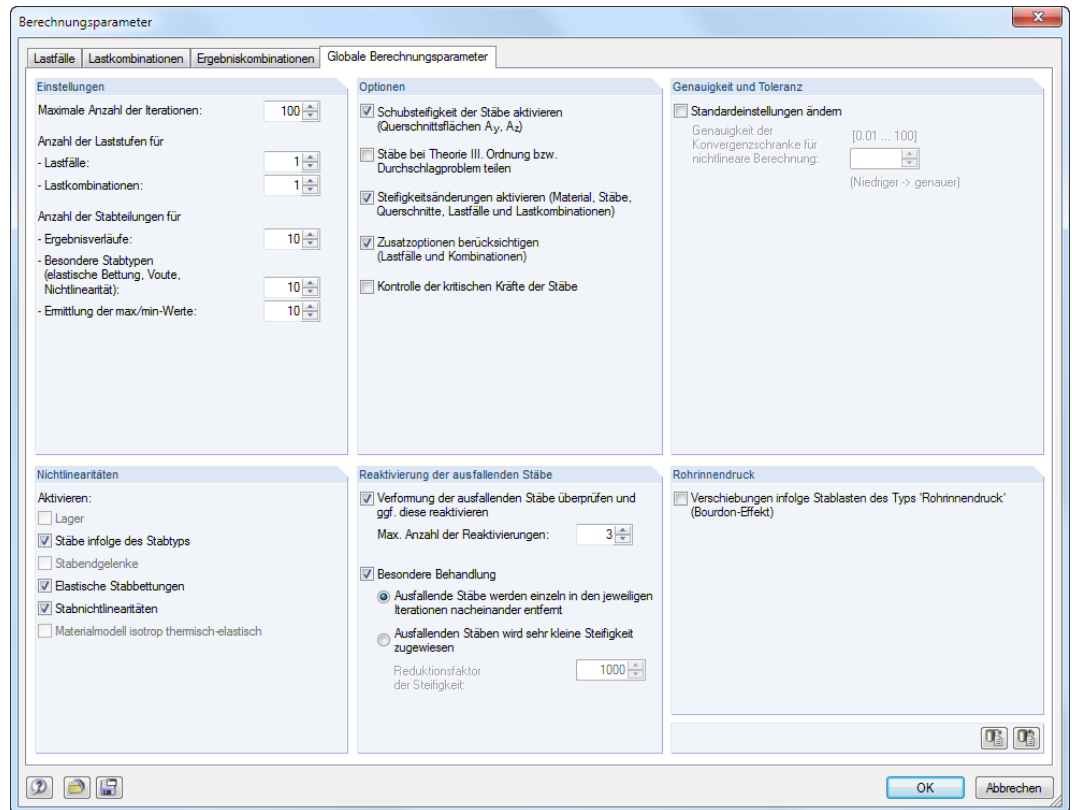 Berechnungsparameter
Lastfälle Lastkombinationen Ergebniskombinationen Globale Berechnungsparameter
Einstellungen
Maximale Anzahl der Iterationen: 100
Anzahl der Laststufen für
- Lastfälle: 1
- Lastkombinationen: 1
Anzahl der Stabteilungen für
- Ergebnisverläufe: 10
- Besondere Stabtypen
(elastische Bettung, Voute,
Nichtlinearität): 10
- Ermittlung der max/min-Werte: 10
Optionen
Schubsteifigkeit der Stäbe aktivieren
(Querschnittsflächen Ay, Az)
Stäbe bei Theorie III. Ordnung bzw.
Durchschlagproblem teilen
Steifigkeitsänderungen aktivieren (Material, Stäbe,
Querschnitte, Lastfälle und Lastkombinationen)
Zusatzoptionen berücksichtigen
(Lastfälle und Kombinationen)
Kontrolle der kritischen Kräfte der Stäbe
Genauigkeit und Toleranz
Standardeinstellungen ändern
Genauigkeit der
Konvergenzschranke für
nichtlineare Berechnung:
[0.01 ... 100]
(Niedriger -> genauer)
Nichtlinearitäten
Aktivieren:
Lager
Stäbe infolge des Stabtyps
Stabendgelenke
Elastische Stabbettungen
Stabnichtlinearitäten
Materialmodell isotrop thermisch-elastisch
Reaktivierung der ausfallenden Stäbe
Verformung der ausfallenden Stäbe überprüfen und
ggf. diese reaktivieren
Max. Anzahl der Reaktivierungen: 3
Besondere Behandlung
Ausfallende Stäbe werden einzeln in den jeweiligen
Iterationen nacheinander entfernt
Ausfallenden Stäben wird sehr kleine Steifigkeit
zugewiesen
Reduktionsfaktor
der Steifigkeit: 1000
Rohrinnendruck
Verschiebungen infolge Stablasten des Typs 'Rohrinnendruck'
(Bourdon-Effekt)
OK Abbrechen